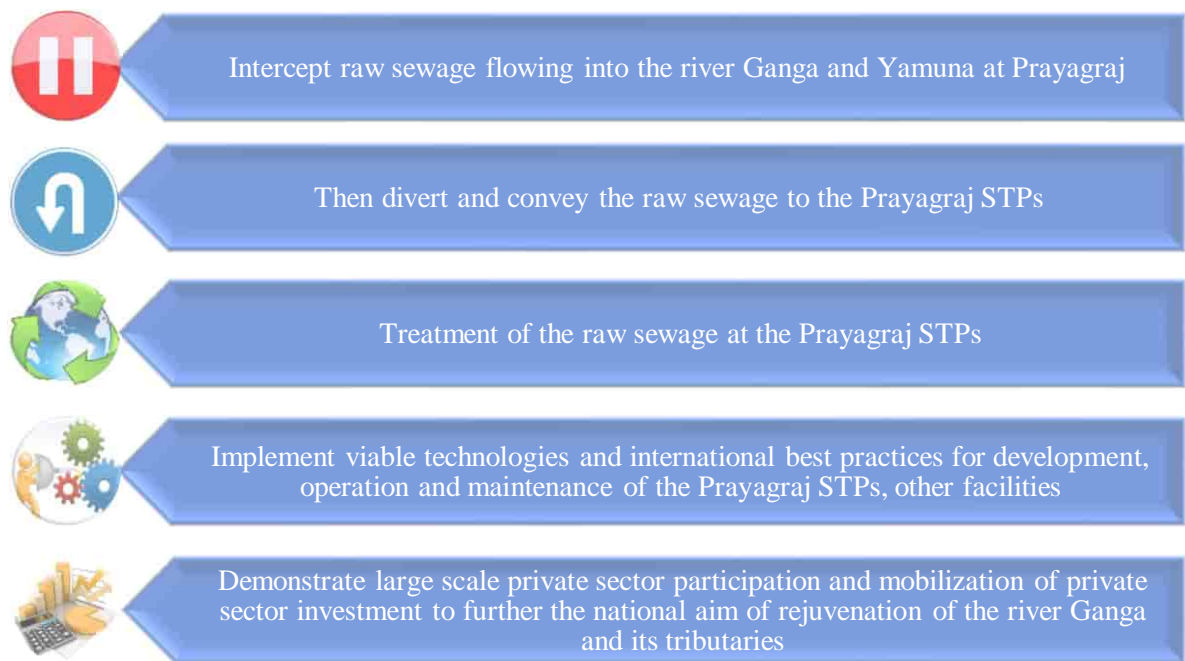 Intercept raw sewage flowing into the river Ganga and Yamuna at Prayagraj
Then divert and convey the raw sewage to the Prayagraj STPs
Treatment of the raw sewage at the Prayagraj STPs
Implement viable technologies and international best practices for development,
operation and maintenance of the Prayagraj STPs, other facilities
Demonstrate large scale private sector participation and mobilization of private
sector investment to further the national aim of rejuvenation of the river Ganga
and its tributaries